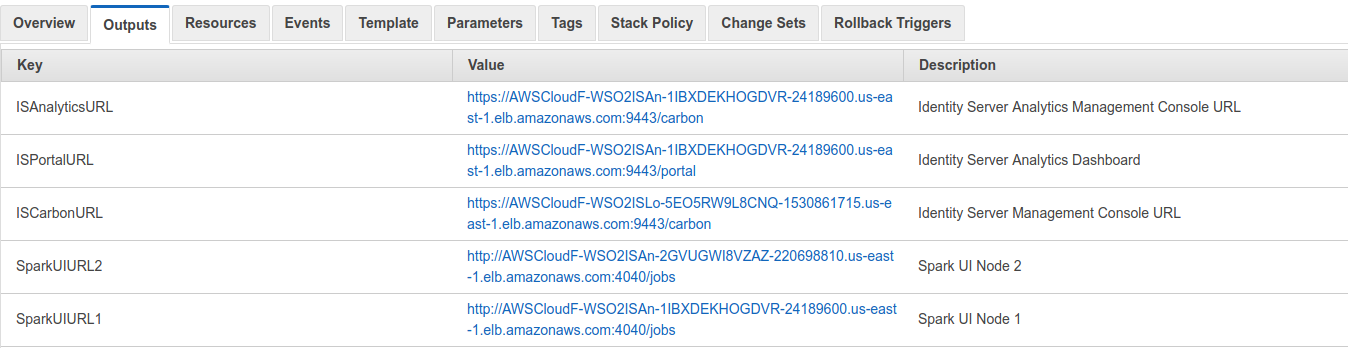 Overview Outputs Resources Events Template Parameters Tags Stack Policy Change Sets Rollback Triggers
Key Value Description
ISAnalyticsURL https://AWSCloudF-WSO2ISAn-1IBXDEKHOGDVR-24189600.us-ea Identity Server Analytics Management Console URL
st-1.elb.amazonaws.com:9443/carbon
ISPortalURL https://AWSCloudF-WSO2ISAn-1IBXDEKHOGDVR-24189600.us-ea Identity Server Analytics Dashboard
st-1.elb.amazonaws.com:9443/portal
ISCarbonURL https://AWSCloudF-WSO2ISLo-5EO5RW9L8CNQ-1530861715.us-e Identity Server Management Console URL
ast-1.elb.amazonaws.com:9443/carbon
SparkUIURL2 http://AWSCloudF-WSO2ISAn-2GVUGWI8VZAZ-220698810.us-east Spark UI Node 2
-1.elb.amazonaws.com:4040/jobs
SparkUIURL1 http://AWSCloudF-WSO2ISAn-1IBXDEKHOGDVR-24189600.us-east Spark UI Node 1
-1.elb.amazonaws.com:4040/jobs